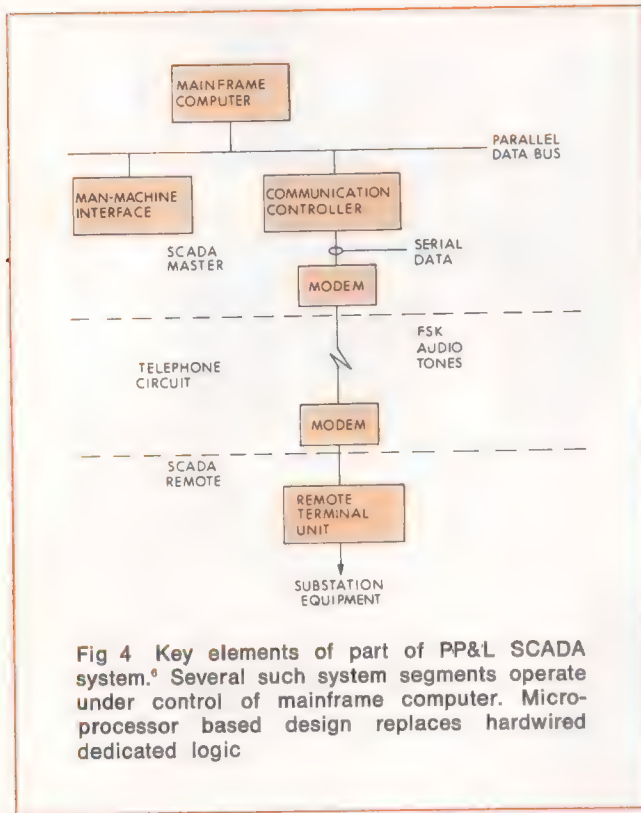 MAINFRAME
COMPUTER
PARALLEL
DATA BUS
MAN-MACHINE
INTERFACE
COMMUNICATION
CONTROLLER
SCADA
MASTER
SERIAL
DATA
MODEM
FSK
AUDIO
TONES
TELEPHONE
CIRCUIT
MODEM
SCADA
REMOTE
REMOTE
TERMINAL
UNIT
SUBSTATION
EQUIPMENT
Fig 4 Key elements of part of PP&L SCADA
system.⁶ Several such system segments operate
under control of mainframe computer. Micro-
processor based design replaces hardwired
dedicated logic